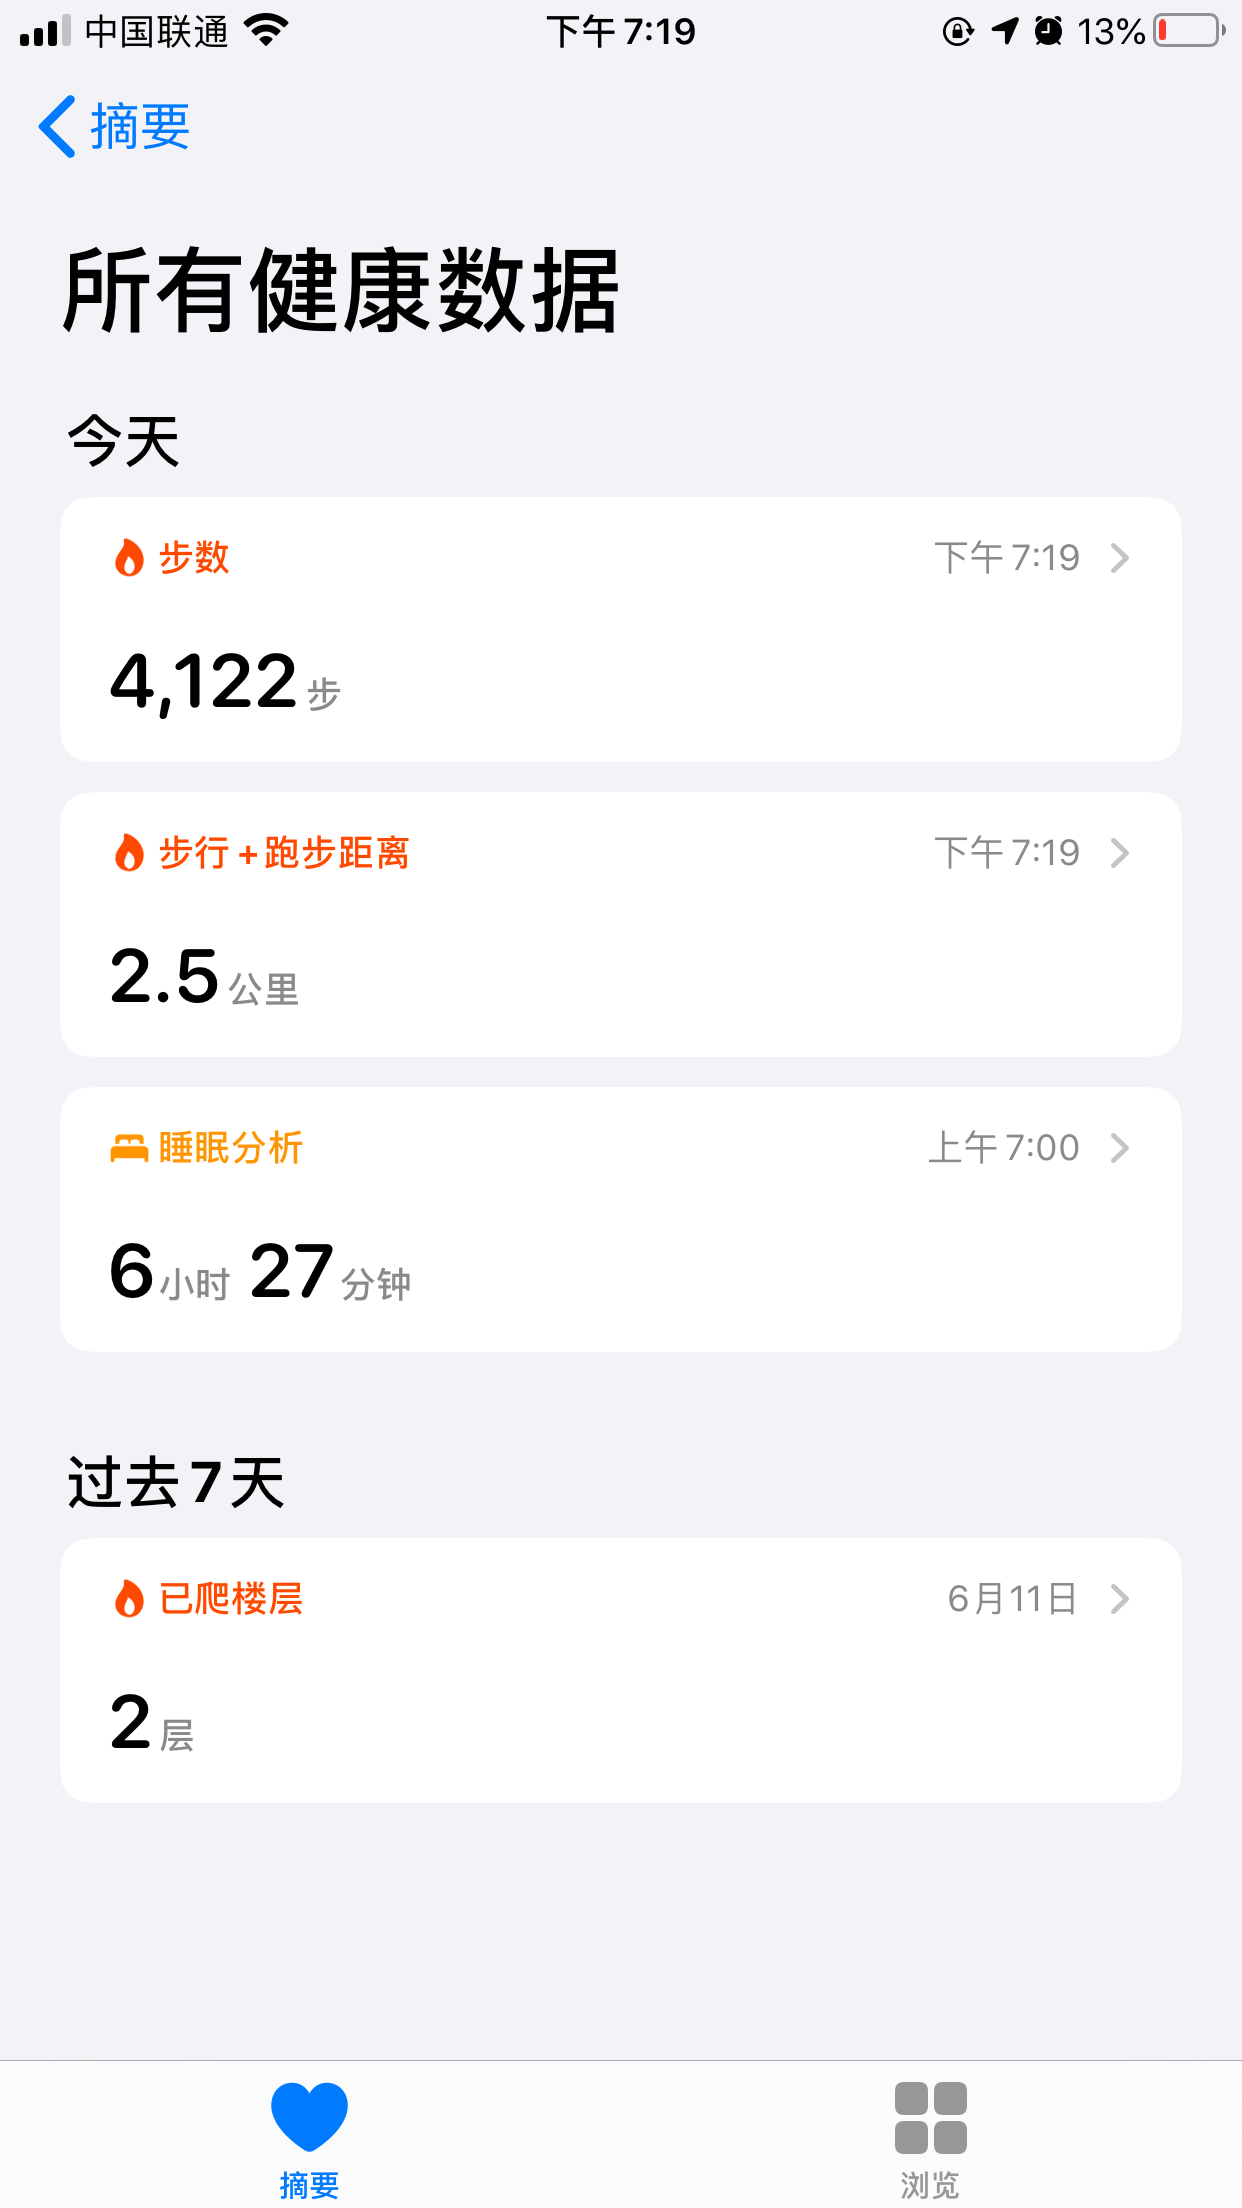 中国联通 下午 7:19 13%
摘要
所有健康数据
今天
步数 下午 7:19
4,122 步
步行 + 跑步距离 下午 7:19
2.5 公里
睡眠分析 上午 7:00
6 小时 27 分钟
过去 7 天
已爬楼层 6月11日
2 层
摘要 浏览